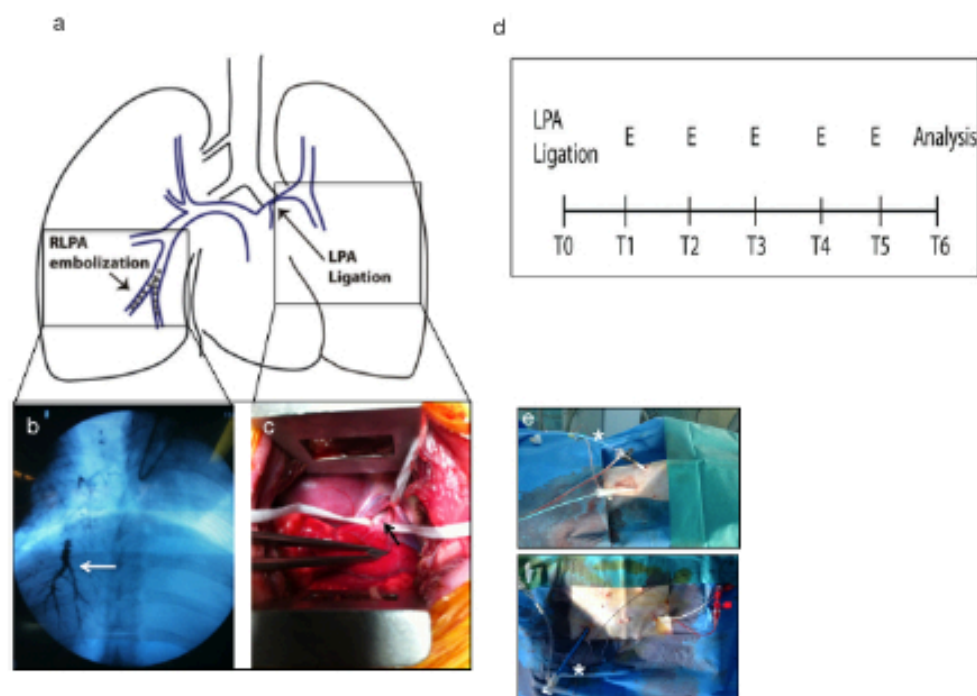 a
RLPA
embolization
LPA
Ligation
b
c
d
LPA
Ligation
E
E
E
E
E
Analysis
T0
T1
T2
T3
T4
T5
T6
e
*
f
*